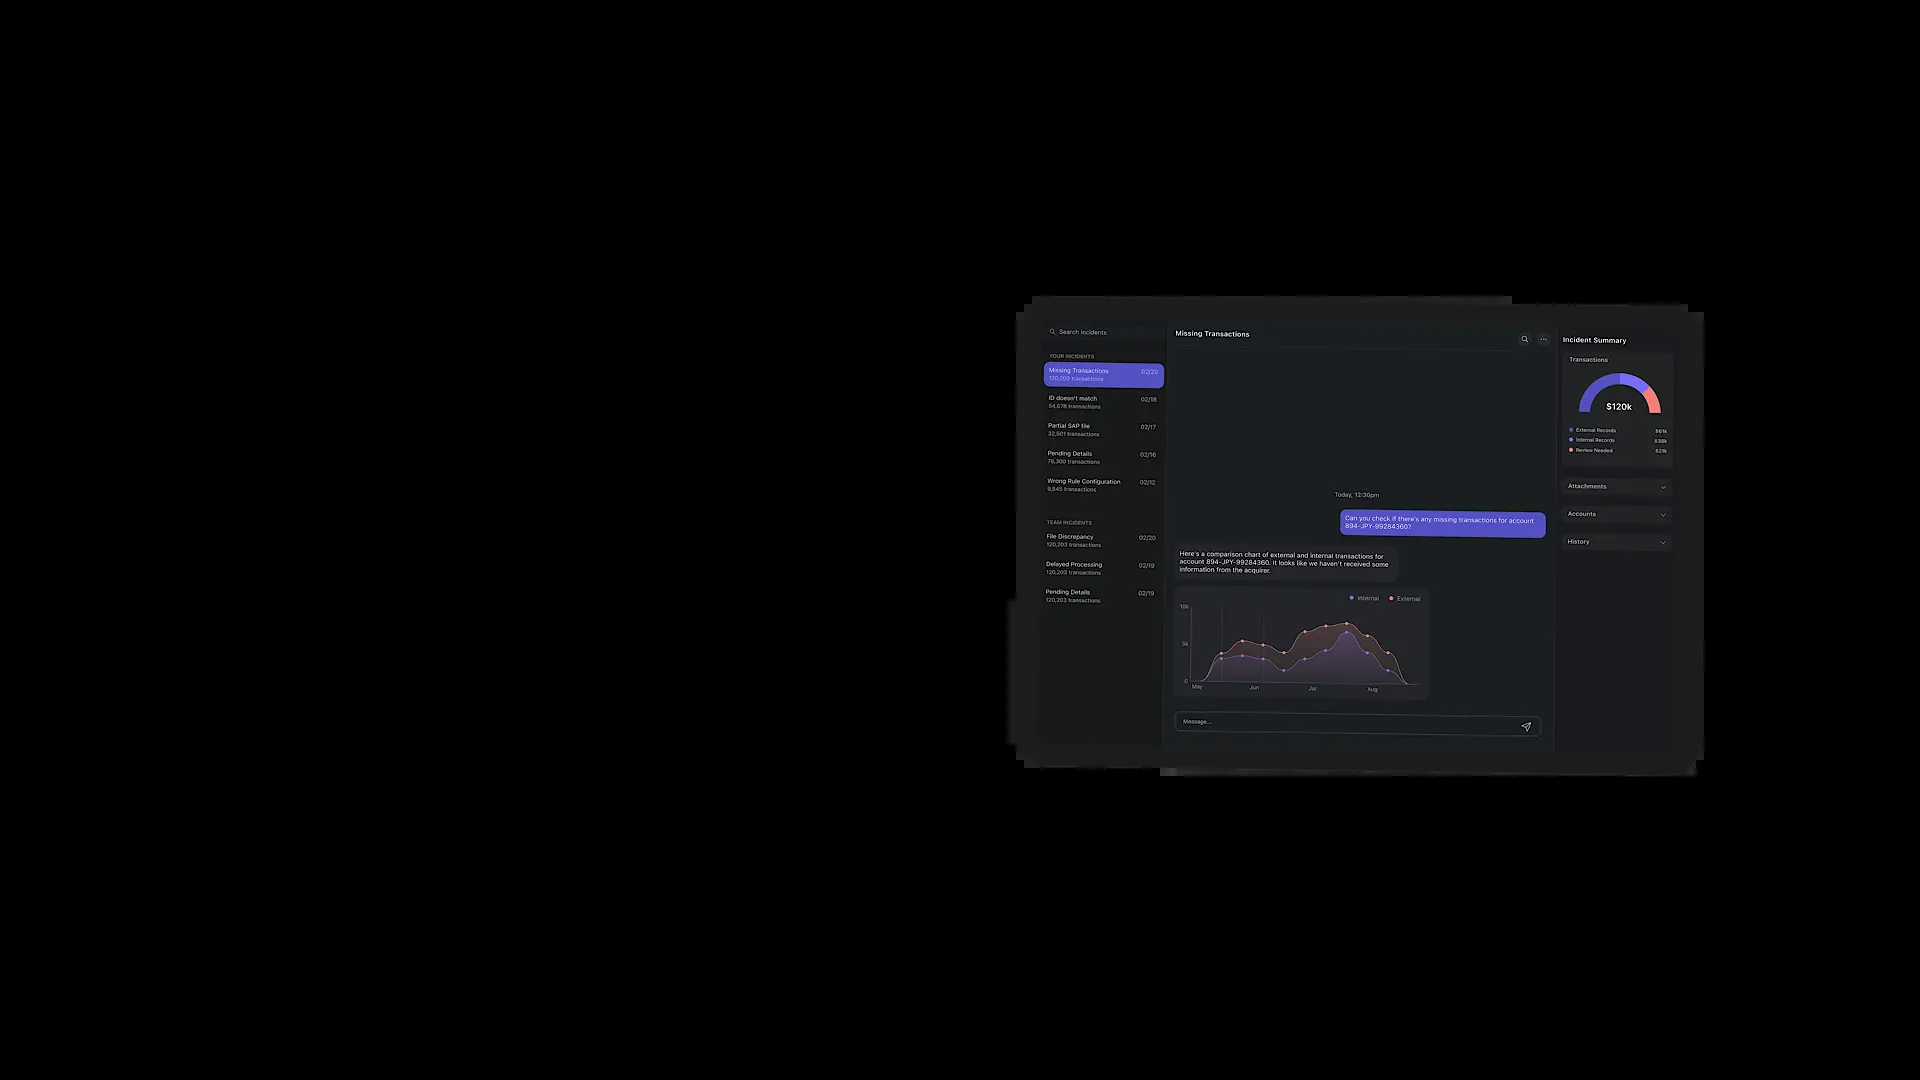 Search Incidents
YOUR INCIDENTS
Missing Transactions 02/20
120,203 transactions
ID doesn't match 02/18
54,678 transactions
Partial SAP file 02/17
32,501 transactions
Pending Details 02/16
78,300 transactions
Wrong Rule Configuration 02/12
9,845 transactions
TEAM INCIDENTS
File Discrepancy 02/20
120,203 transactions
Delayed Processing 02/19
120,203 transactions
Pending Details 02/19
120,203 transactions
Missing Transactions
Today, 12:30pm
Can you check if there's any missing transactions for account
894-JPY-99284360?
Here's a comparison chart of external and internal transactions for
account 894-JPY-99284360. It looks like we haven't received some
information from the acquirer.
Internal External
10k
5k
0
May Jun Jul Aug
Message...
Incident Summary
Transactions
$120k
External Records $61k
Internal Records $38k
Review Needed $21k
Attachments
Accounts
History